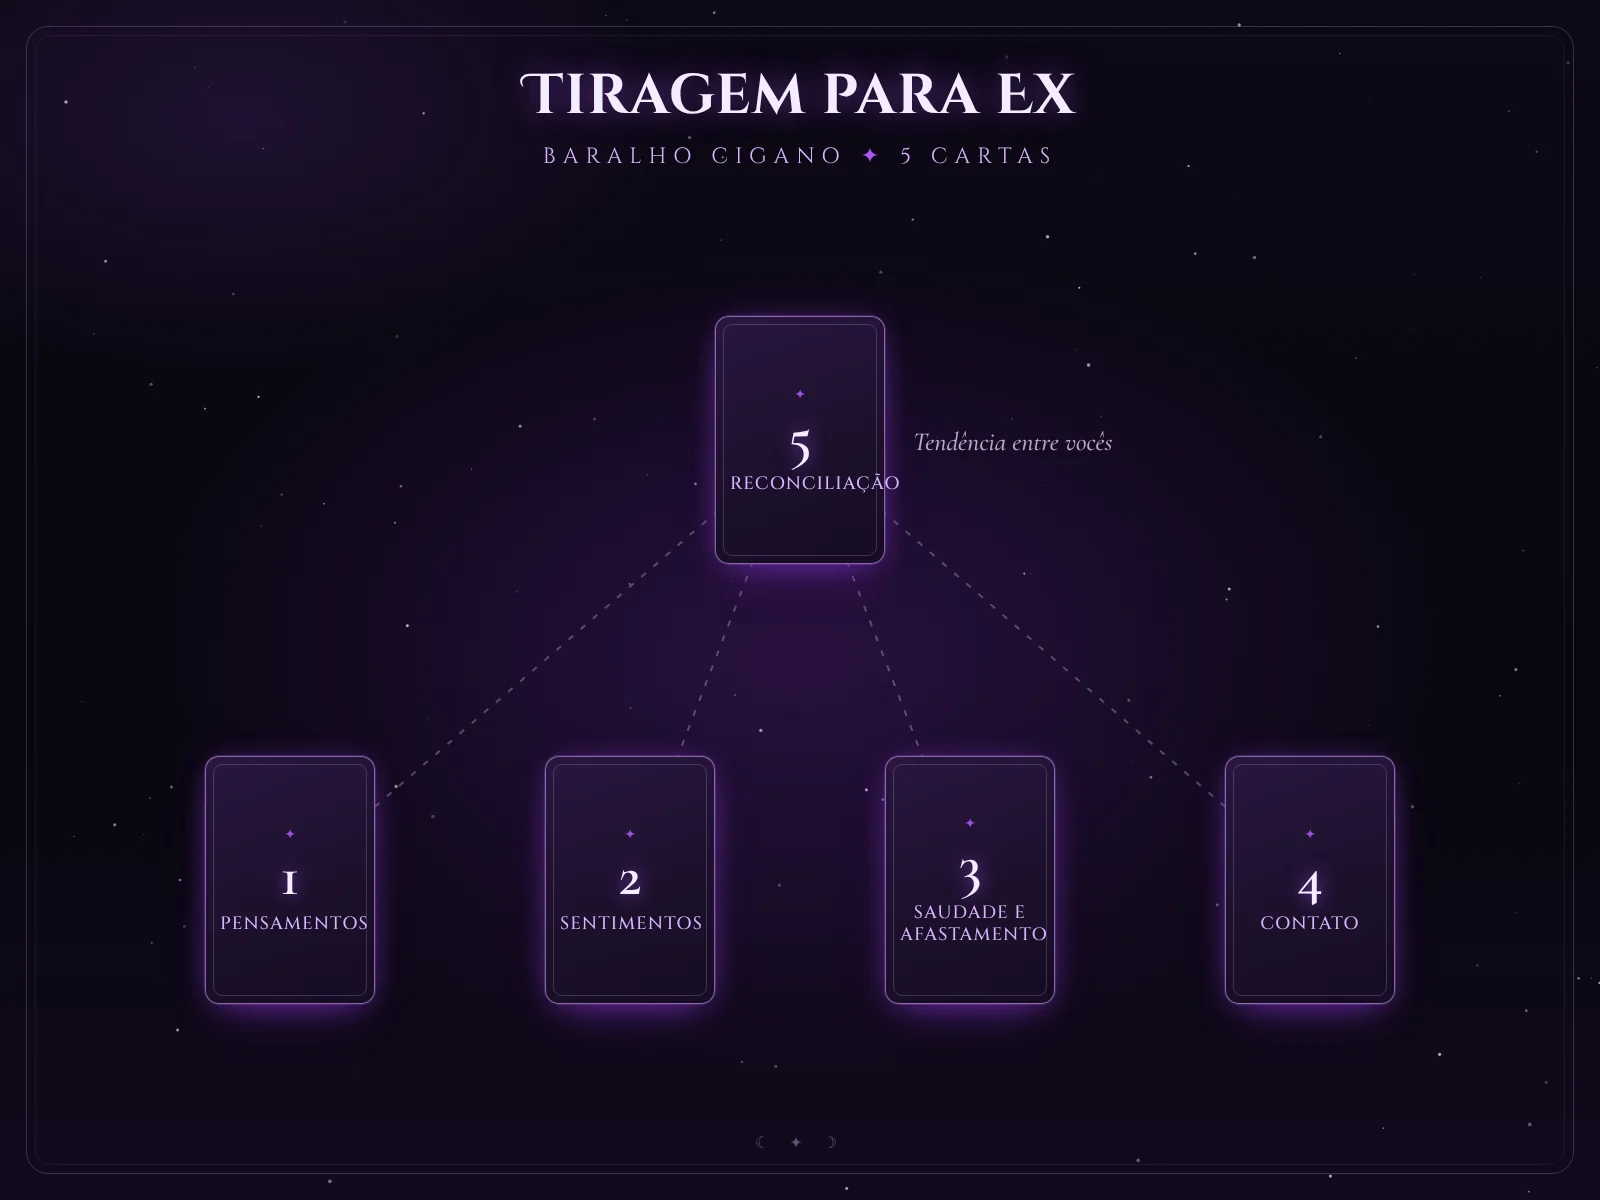 Tiragem para Ex
BARALHO GIGANO ✦ 5 CARTAS
✦
5
RECONCILIAÇÃO
Tendência entre vocês
✦
1
PENSAMENTOS
✦
2
SENTIMENTOS
✦
3
SAUDADE E
AFASTAMENTO
✦
4
CONTATO
☾ ✦ ☽